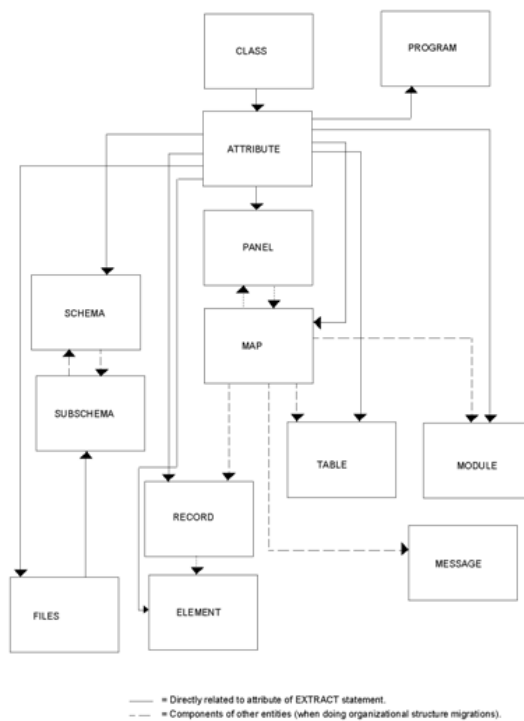 CLASS
PROGRAM
ATTRIBUTE
PANEL
SCHEMA
MAP
SUBSCHEMA
TABLE
MODULE
RECORD
MESSAGE
FILES
ELEMENT
= Directly related to attribute of EXTRACT statement.
= Components of other entities (when doing organizational structure migrations).